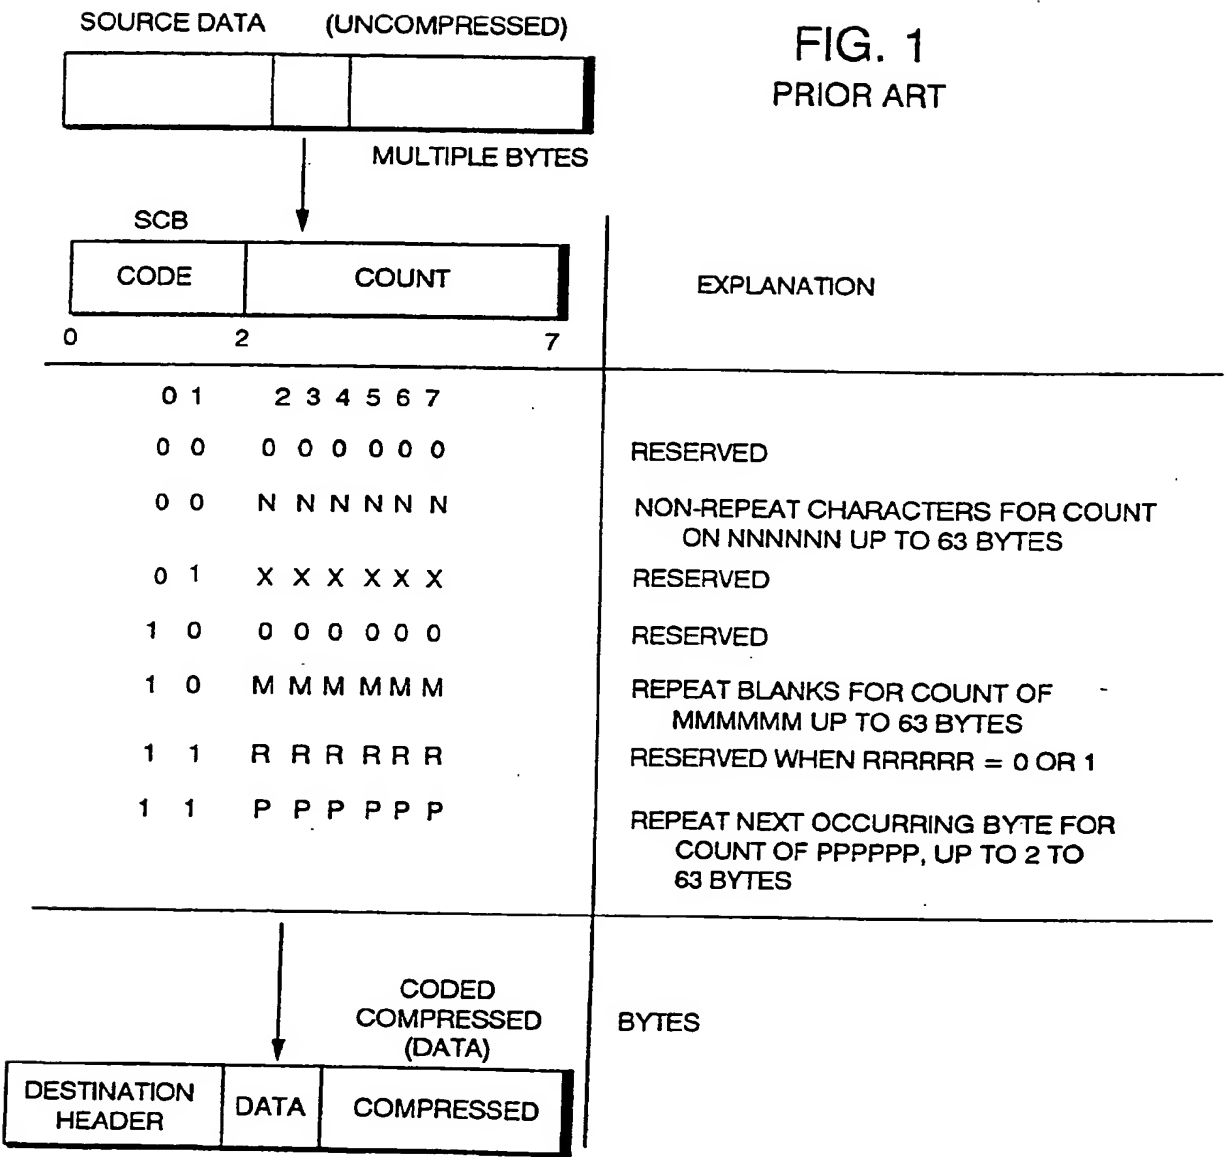 SOURCE DATA (UNCOMPRESSED)
FIG. 1
PRIOR ART
MULTIPLE BYTES
SCB
CODE COUNT
EXPLANATION
0 2 7
0 1 2 3 4 5 6 7
0 0 0 0 0 0 0 0 RESERVED
0 0 N N N N N N NON-REPEAT CHARACTERS FOR COUNT
ON NNNNNN UP TO 63 BYTES
0 1 X X X X X X RESERVED
1 0 0 0 0 0 0 0 RESERVED
1 0 M M M M M M REPEAT BLANKS FOR COUNT OF
MMMMMM UP TO 63 BYTES
1 1 R R R R R R RESERVED WHEN RRRRRR = 0 OR 1
1 1 P P P P P P REPEAT NEXT OCCURRING BYTE FOR
COUNT OF PPPPPP, UP TO 2 TO
63 BYTES
CODED
COMPRESSED
(DATA)
BYTES
DESTINATION
HEADER
DATA
COMPRESSED